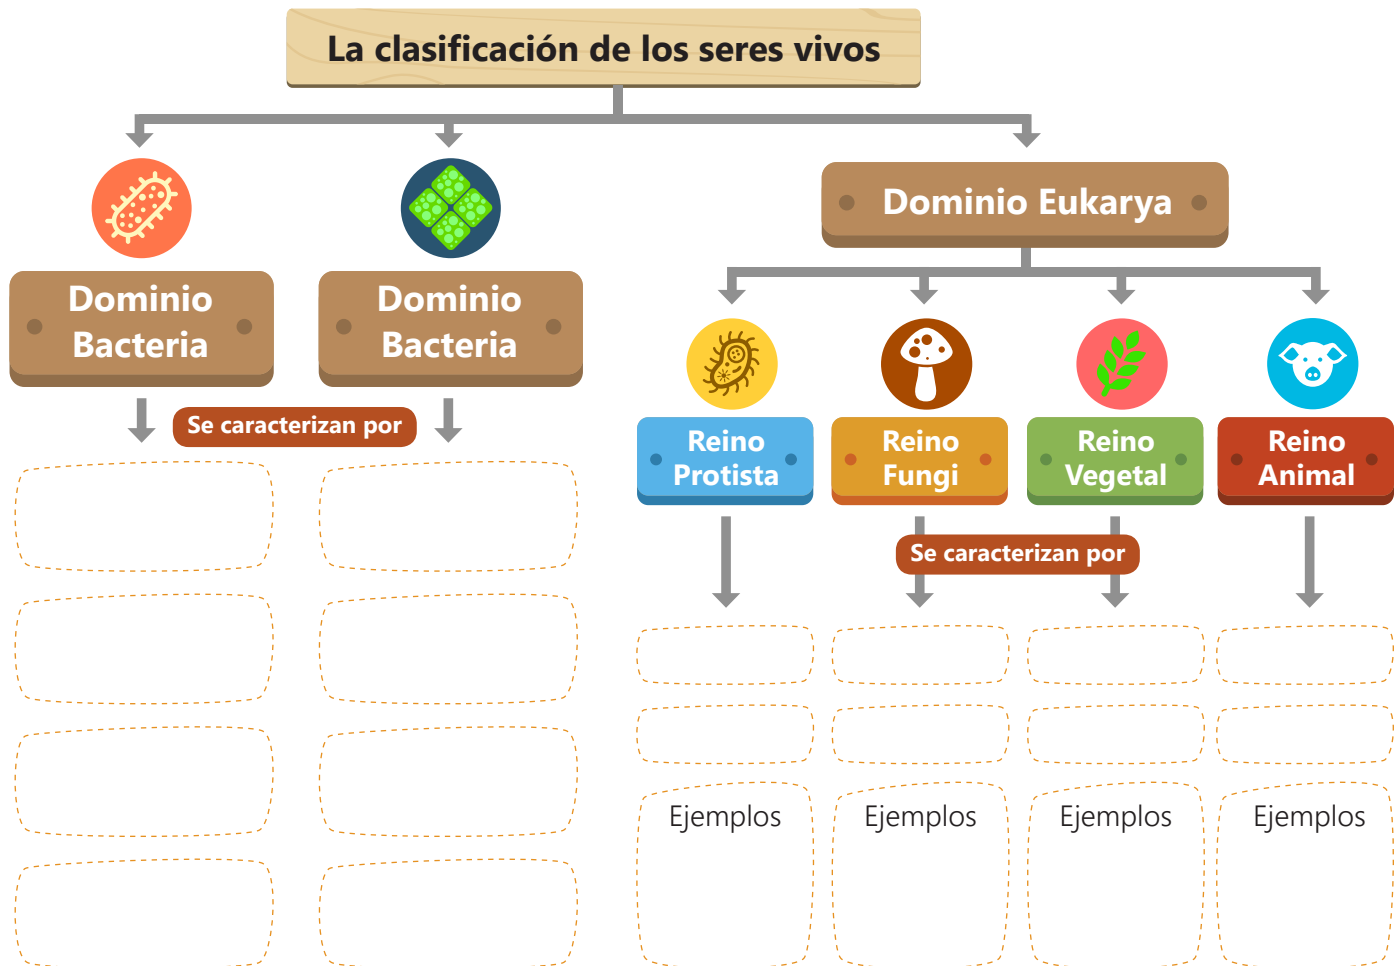 La clasificación de los seres vivos
Dominio
Bacteria
Dominio
Bacteria
Se caracterizan por
Dominio Eukarya
Reino
Protista
Reino
Fungi
Reino
Vegetal
Reino
Animal
Se caracterizan por
Ejemplos
Ejemplos
Ejemplos
Ejemplos